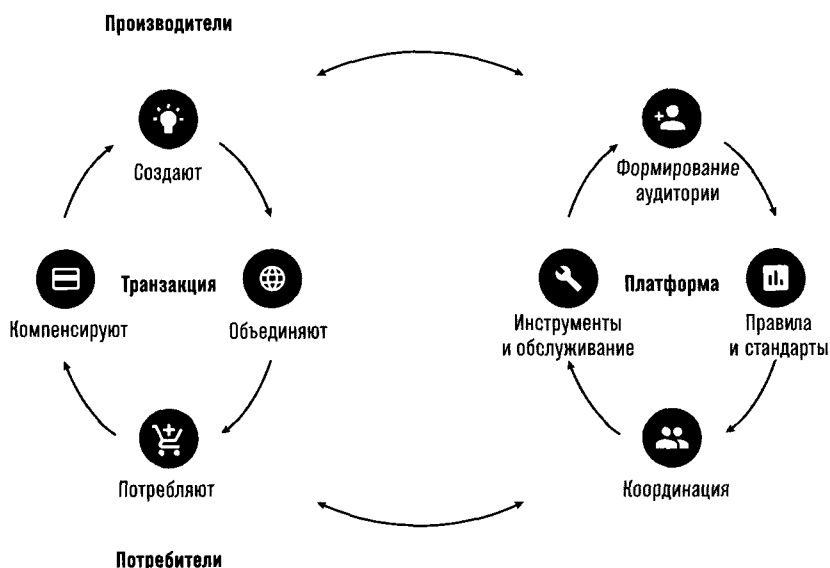 Производители
Создают
Формирование
аудитории
Компенсируют
Транзакция
Объединяют
Инструменты
и обслуживание
Платформа
Правила
и стандарты
Потребляют
Координация
Потребители